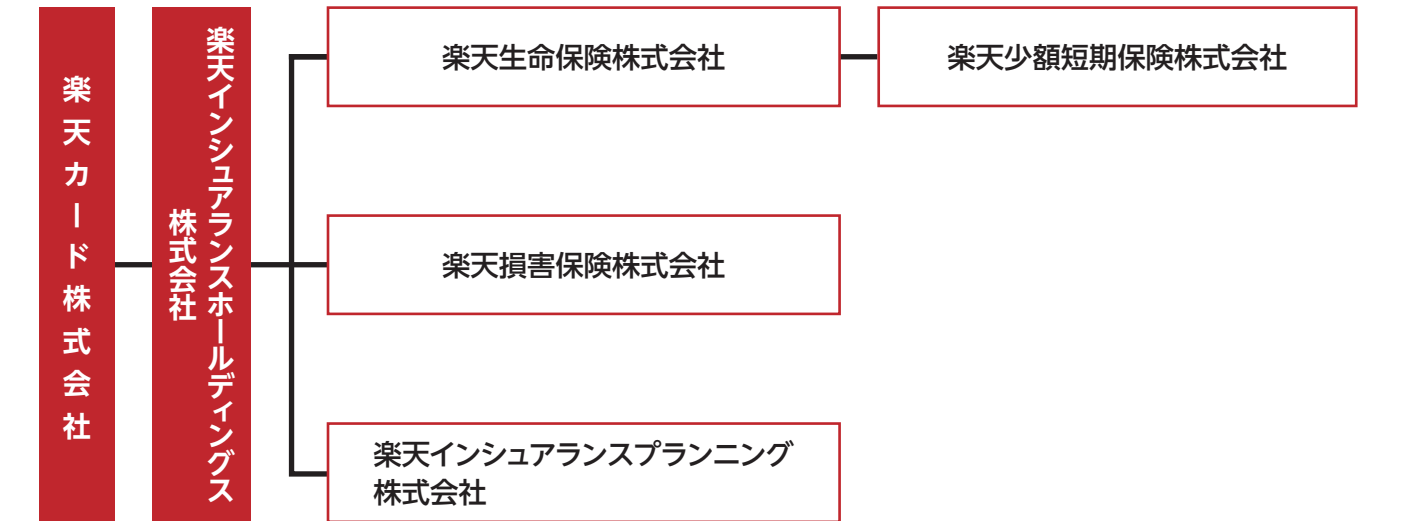 楽天カード株式会社
楽天インシュアランスホールディングス
株式会社
楽天生命保険株式会社
楽天少額短期保険株式会社
楽天損害保険株式会社
楽天インシュアランスプランニング
株式会社